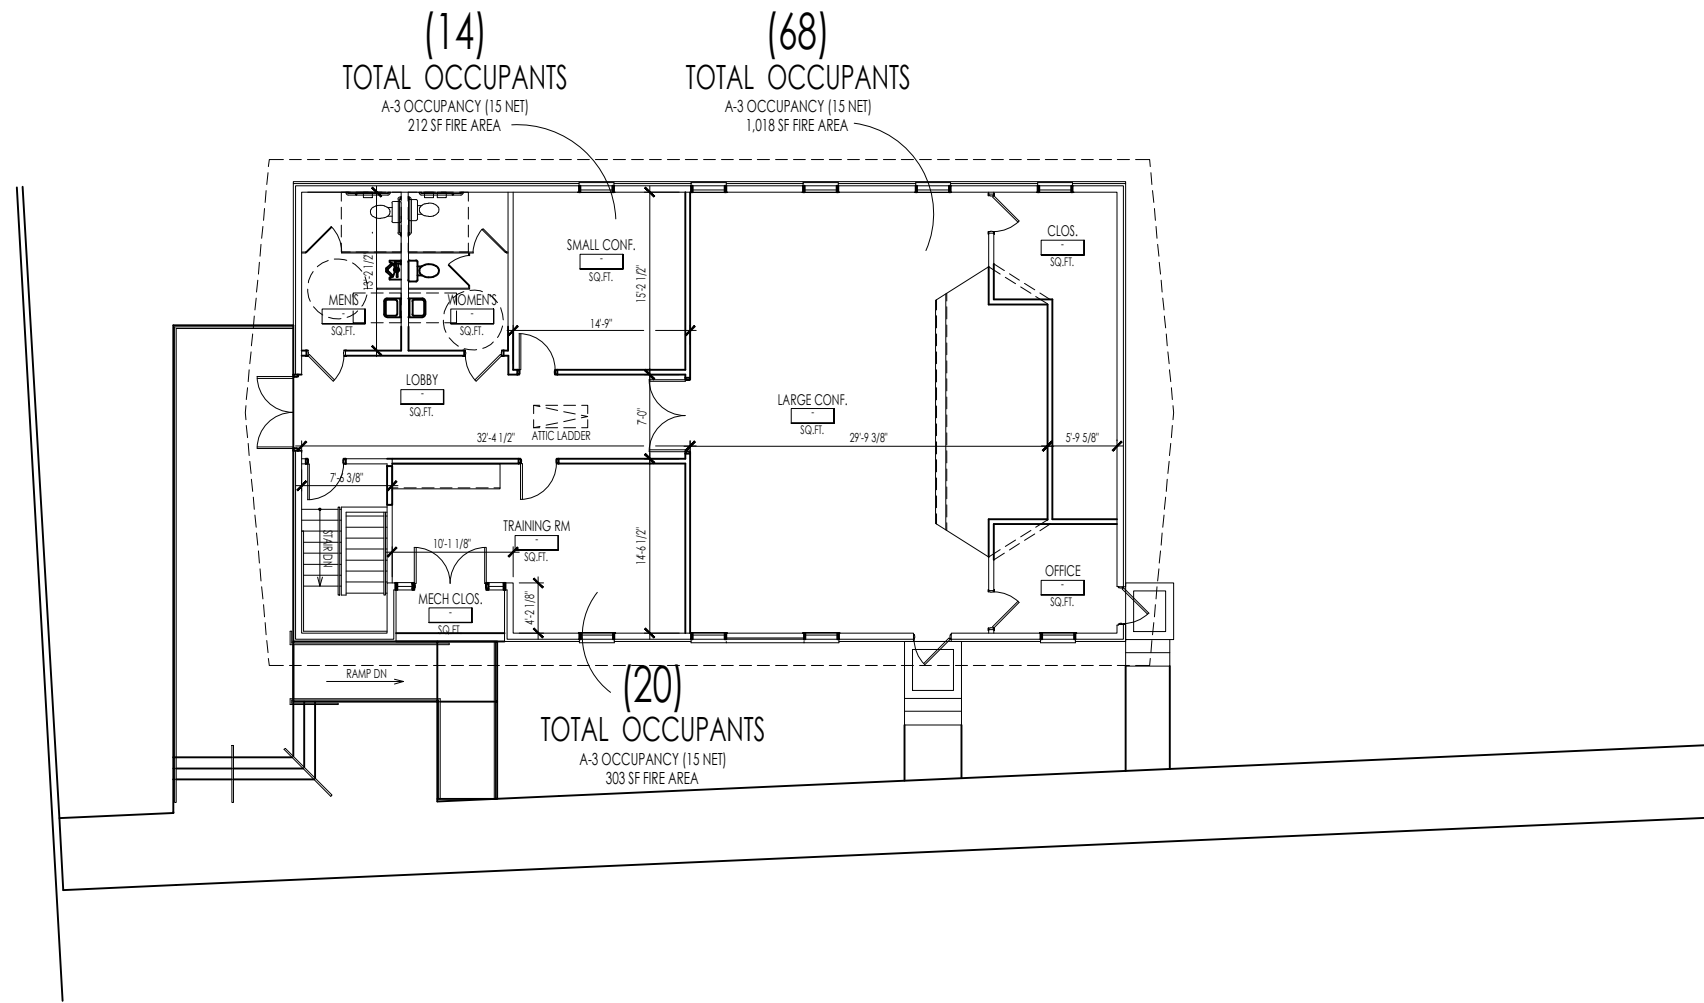 (14)
TOTAL OCCUPANTS
A-3 OCCUPANCY (15 NET)
212 SF FIRE AREA
(68)
TOTAL OCCUPANTS
A-3 OCCUPANCY (15 NET)
1,018 SF FIRE AREA
SMALL CONF.
-
SQ.FT.
CLOS.
-
SQ.FT.
13'-2 1/2"
15'-2 1/2"
MENS
-
SQ.FT.
WOMEN'S
-
SQ.FT.
14'-9"
LOBBY
-
SQ.FT.
ATTIC LADDER
7'-0"
LARGE CONF.
-
SQ.FT.
32'-4 1/2"
29'-9 3/8"
5'-9 5/8"
7'-6 3/8"
STAIR DN
TRAINING RM
-
SQ.FT.
10'-1 1/8"
14'-6 1/2"
4'-2 1/8"
MECH CLOS.
-
SQ.FT.
OFFICE
-
SQ.FT.
RAMP DN
(20)
TOTAL OCCUPANTS
A-3 OCCUPANCY (15 NET)
303 SF FIRE AREA